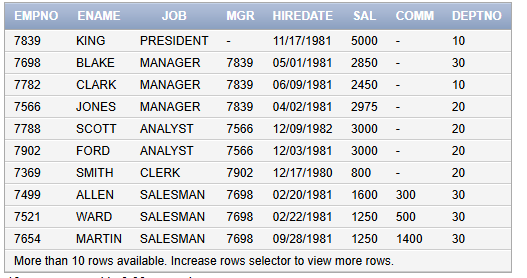 EMPNO ENAME JOB MGR HIREDATE SAL COMM DEPTNO
7839 KING PRESIDENT - 11/17/1981 5000 - 10
7698 BLAKE MANAGER 7839 05/01/1981 2850 - 30
7782 CLARK MANAGER 7839 06/09/1981 2450 - 10
7566 JONES MANAGER 7839 04/02/1981 2975 - 20
7788 SCOTT ANALYST 7566 12/09/1982 3000 - 20
7902 FORD ANALYST 7566 12/03/1981 3000 - 20
7369 SMITH CLERK 7902 12/17/1980 800 - 20
7499 ALLEN SALESMAN 7698 02/20/1981 1600 300 30
7521 WARD SALESMAN 7698 02/22/1981 1250 500 30
7654 MARTIN SALESMAN 7698 09/28/1981 1250 1400 30
More than 10 rows available. Increase rows selector to view more rows.